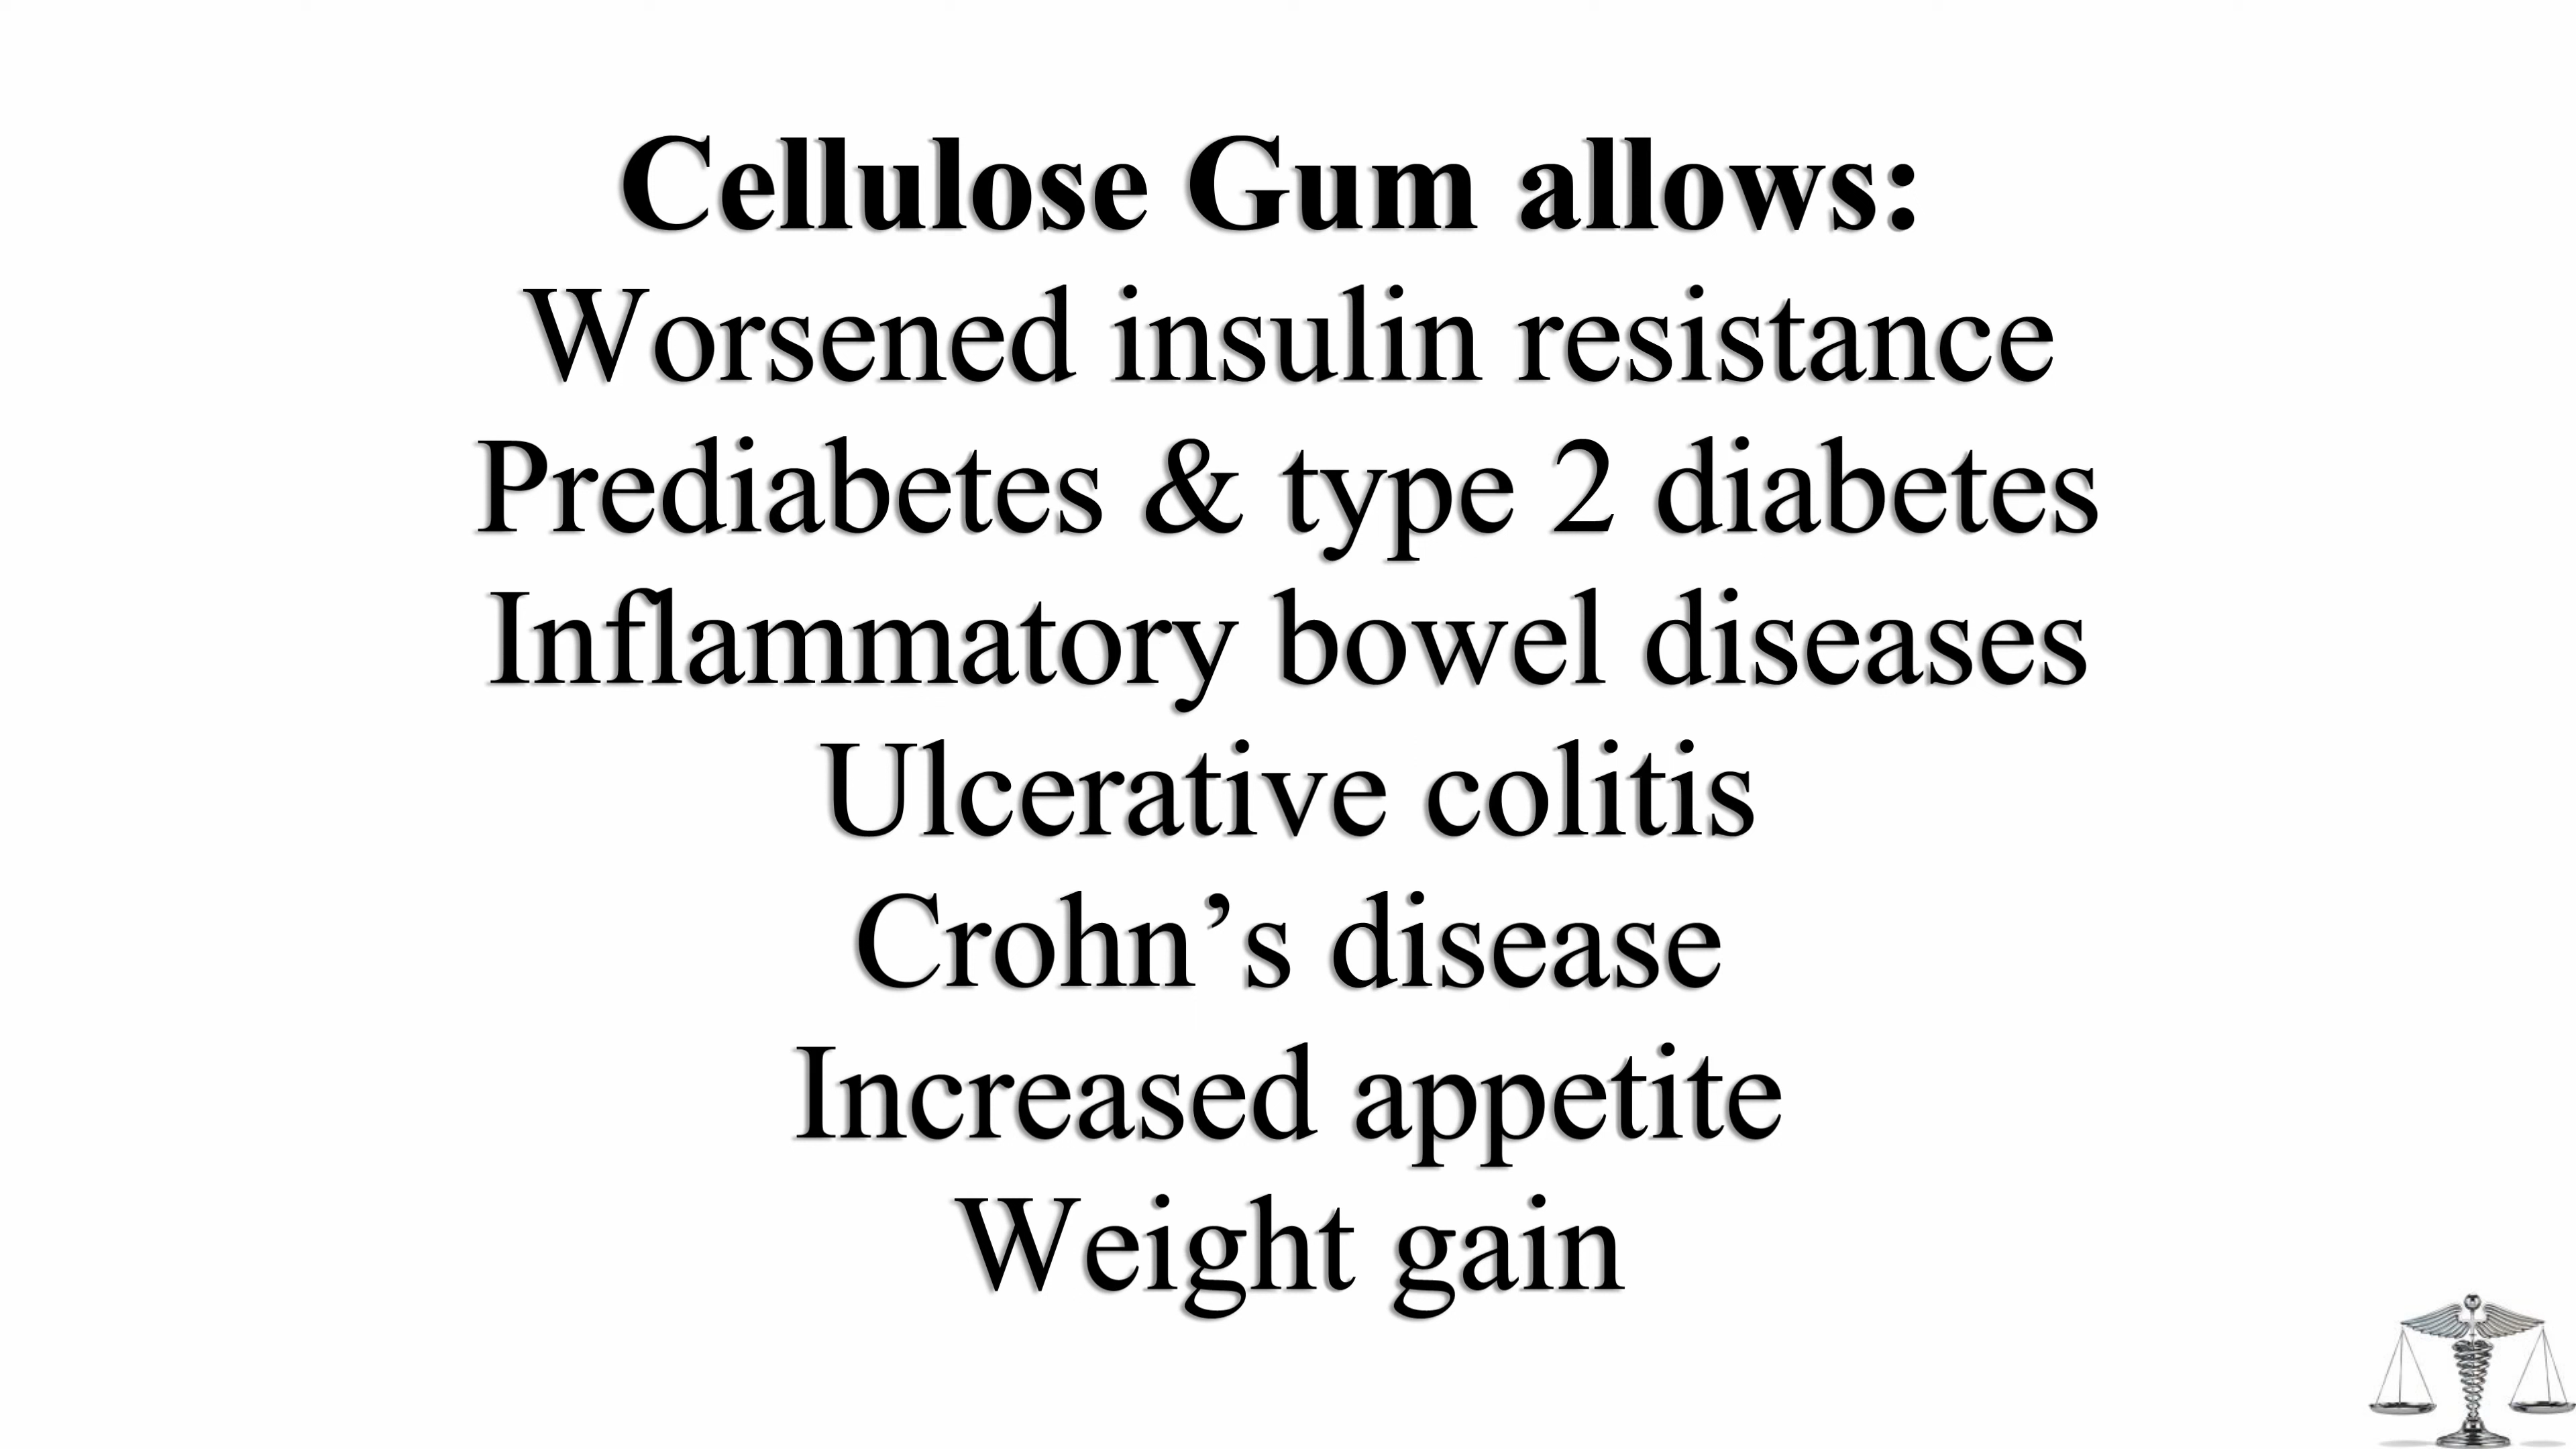 Cellulose Gum allows:
Worsened insulin resistance
Prediabetes & type 2 diabetes
Inflammatory bowel diseases
Ulcerative colitis
Crohn’s disease
Increased appetite
Weight gain